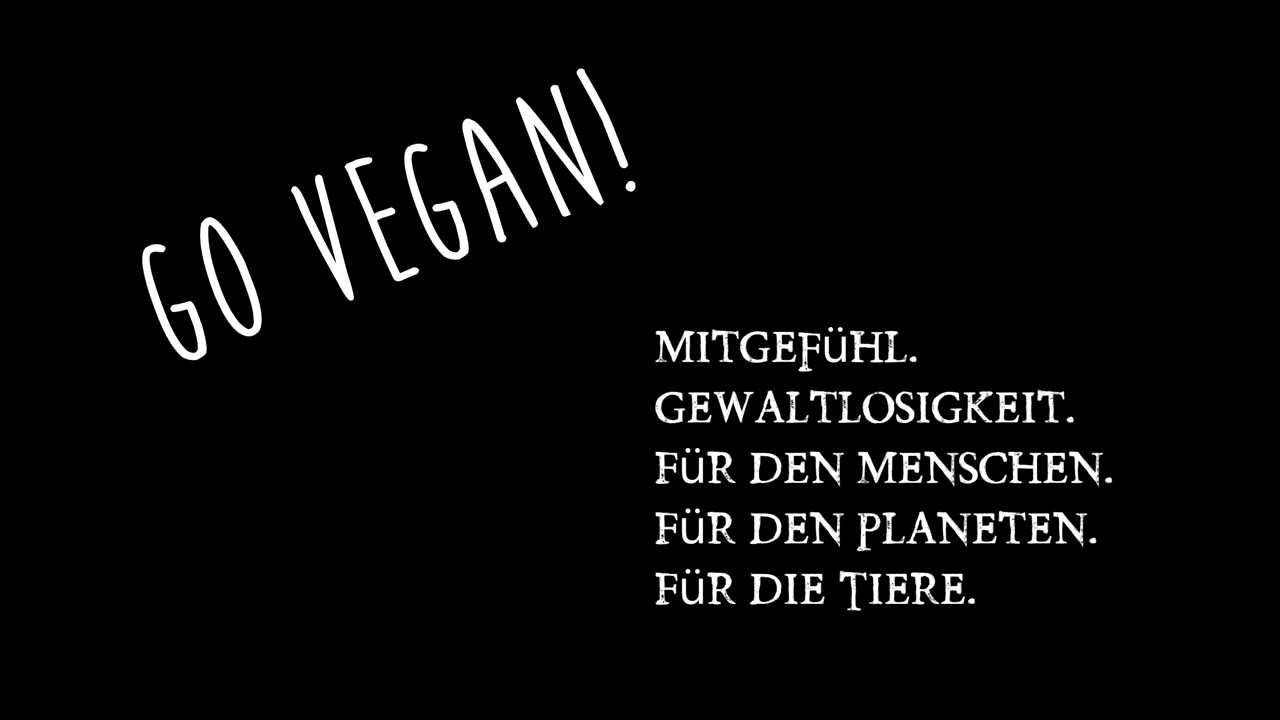 GO VEGAN!
MITGEFÜHL.
GEWALTLOSIGKEIT.
FÜR DEN MENSCHEN.
FÜR DEN PLANETEN.
FÜR DIE TIERE.